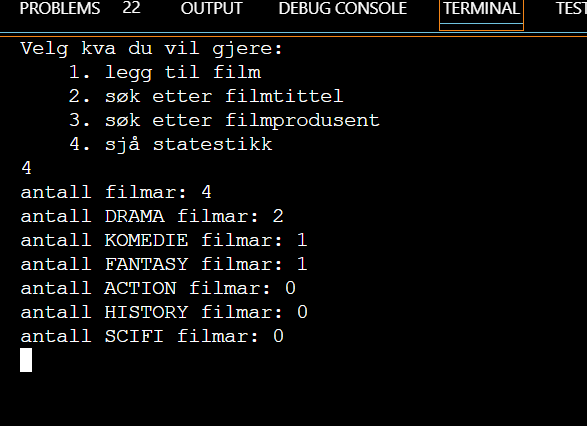 PROBLEMS 22 OUTPUT DEBUG CONSOLE TERMINAL TEST
Velg kva du vil gjere:
    1. legg til film
    2. søk etter filmtittel
    3. søk etter filmprodusent
    4. sjå statestikk
4
antall filmar: 4
antall DRAMA filmar: 2
antall KOMEDIE filmar: 1
antall FANTASY filmar: 1
antall ACTION filmar: 0
antall HISTORY filmar: 0
antall SCIFI filmar: 0